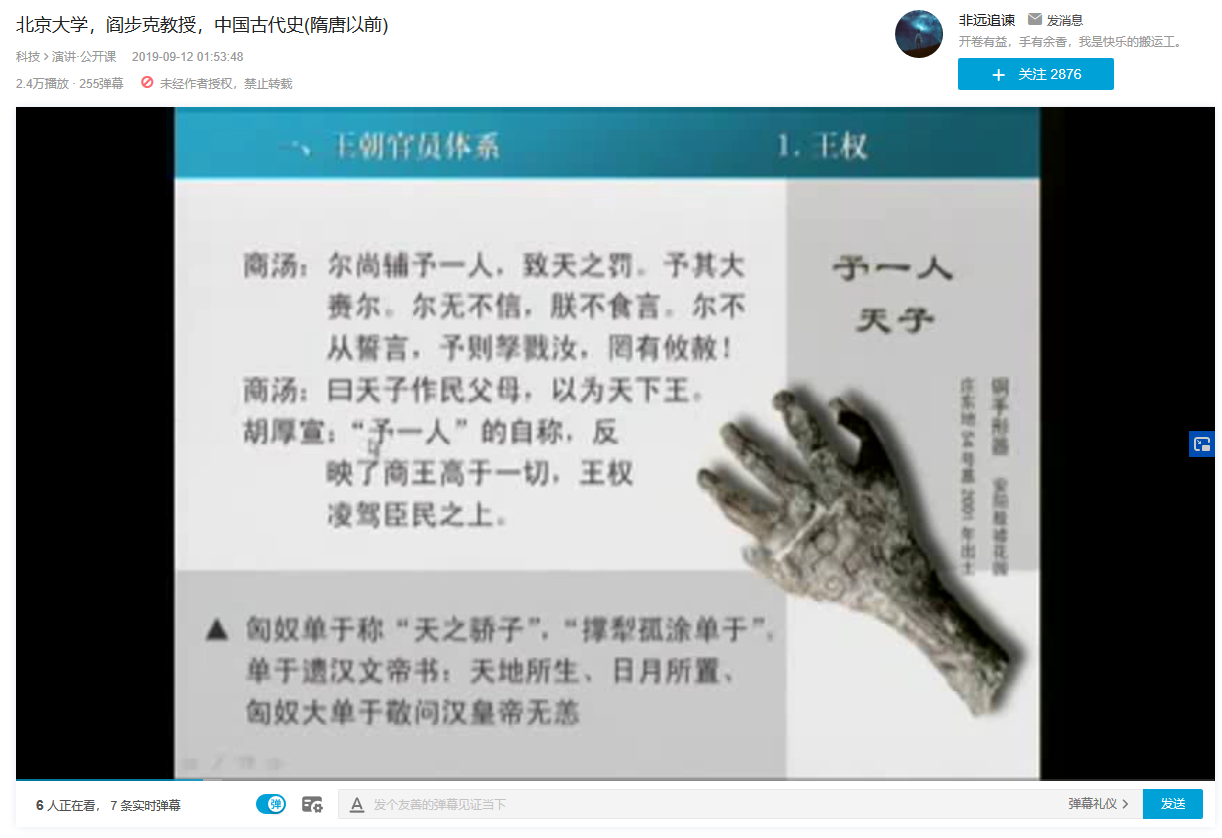 北京大学，阎步克教授，中国古代史(隋唐以前)
科技 > 演讲·公开课 2019-09-12 01:53:48
2.4万播放 · 255弹幕 未经作者授权，禁止转载
非远追谏 发消息
开卷有益，手有余香，我是快乐的搬运工。
+ 关注 2876
一、王朝官员体系 1. 王权
商汤：尔尚辅予一人，致天之罚。予其大
赉尔。尔无不信，朕不食言。尔不
从誓言，予则孥戮汝，罔有攸赦！
商汤：曰天子作民父母，以为天下王。
胡厚宣：“予一人”的自称，反
映了商王高于一切，王权
凌驾臣民之上。
予一人
天子
铜手形器 安阳殷墟花园
庄东地 54 号墓 2001 年出土
▲ 匈奴单于称“天之骄子”，“撑犁孤涂单于”。
单于遗汉文帝书：天地所生、日月所置、
匈奴大单于敬问汉皇帝无恙
6 人正在看， 7 条实时弹幕
弹
A 发个友善的弹幕见证当下
弹幕礼仪 >
发送